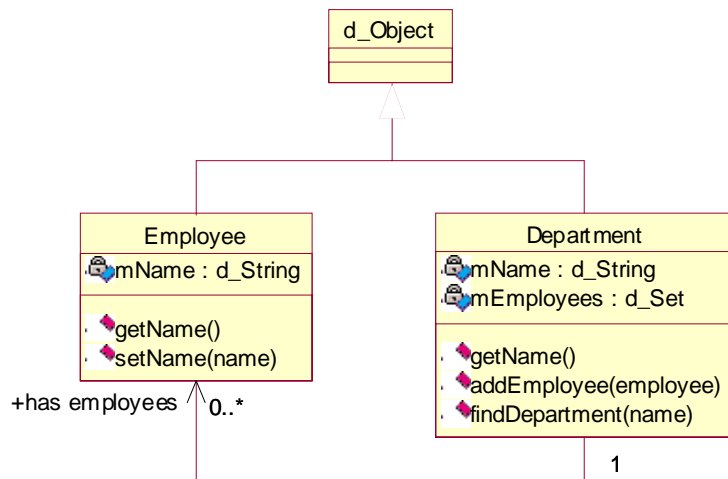 d_Object
Employee
mName : d_String
getName()
setName(name)
Department
mName : d_String
mEmployees : d_Set
getName()
addEmployee(employee)
findDepartment(name)
+has employees
0..*
1